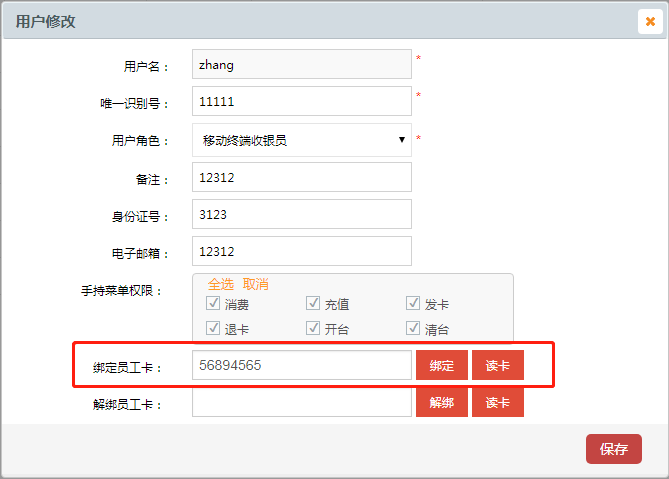 用户修改
用户名： zhang *
唯一识别号： 11111 *
用户角色： 移动终端收银员 *
备注： 12312
身份证号： 3123
电子邮箱： 12312
手持菜单权限： 全选 取消
消费 充值 发卡
退卡 开台 清台
绑定员工卡： 56894565 绑定 读卡
解绑员工卡： 解绑 读卡
保存